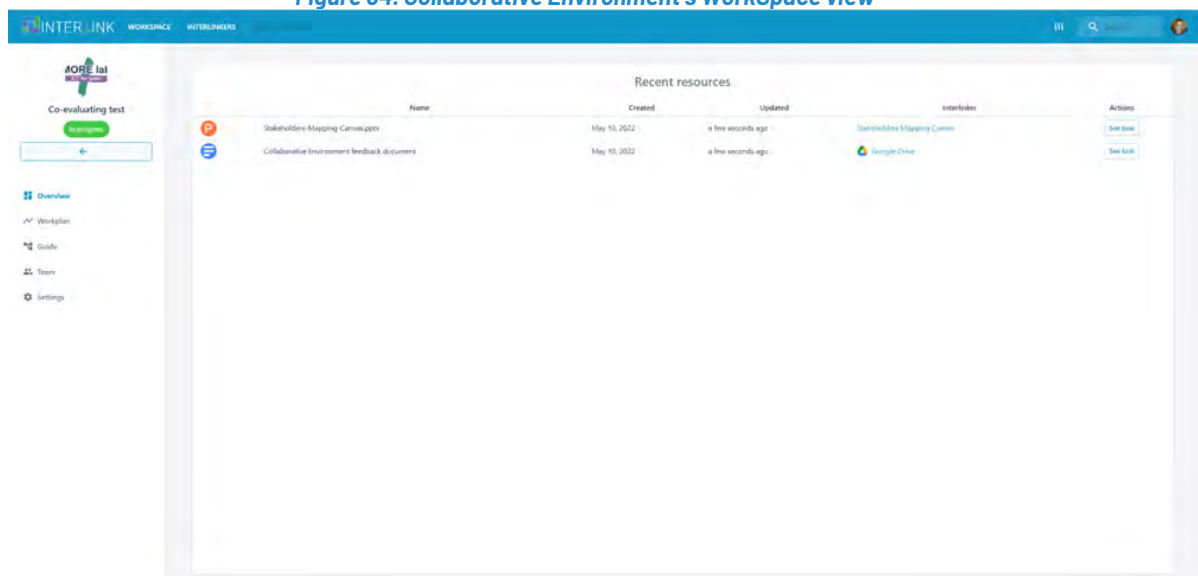 Figure 64: Collaborative Environment's WorkSpace view
INTERLINK WORKSPACE INTERLINKERS
MORE lab
Co-evaluating test
In progress
Overview
Workplan
Guide
Team
Settings
Recent resources
Name Created Updated Interlinker Actions
Stakeholders-Mapping-Canvas.pptx May 10, 2022 a few seconds ago Stakeholders Mapping Canvas See task
Collaborative Environment feedback document May 10, 2022 a few seconds ago Google Drive See task